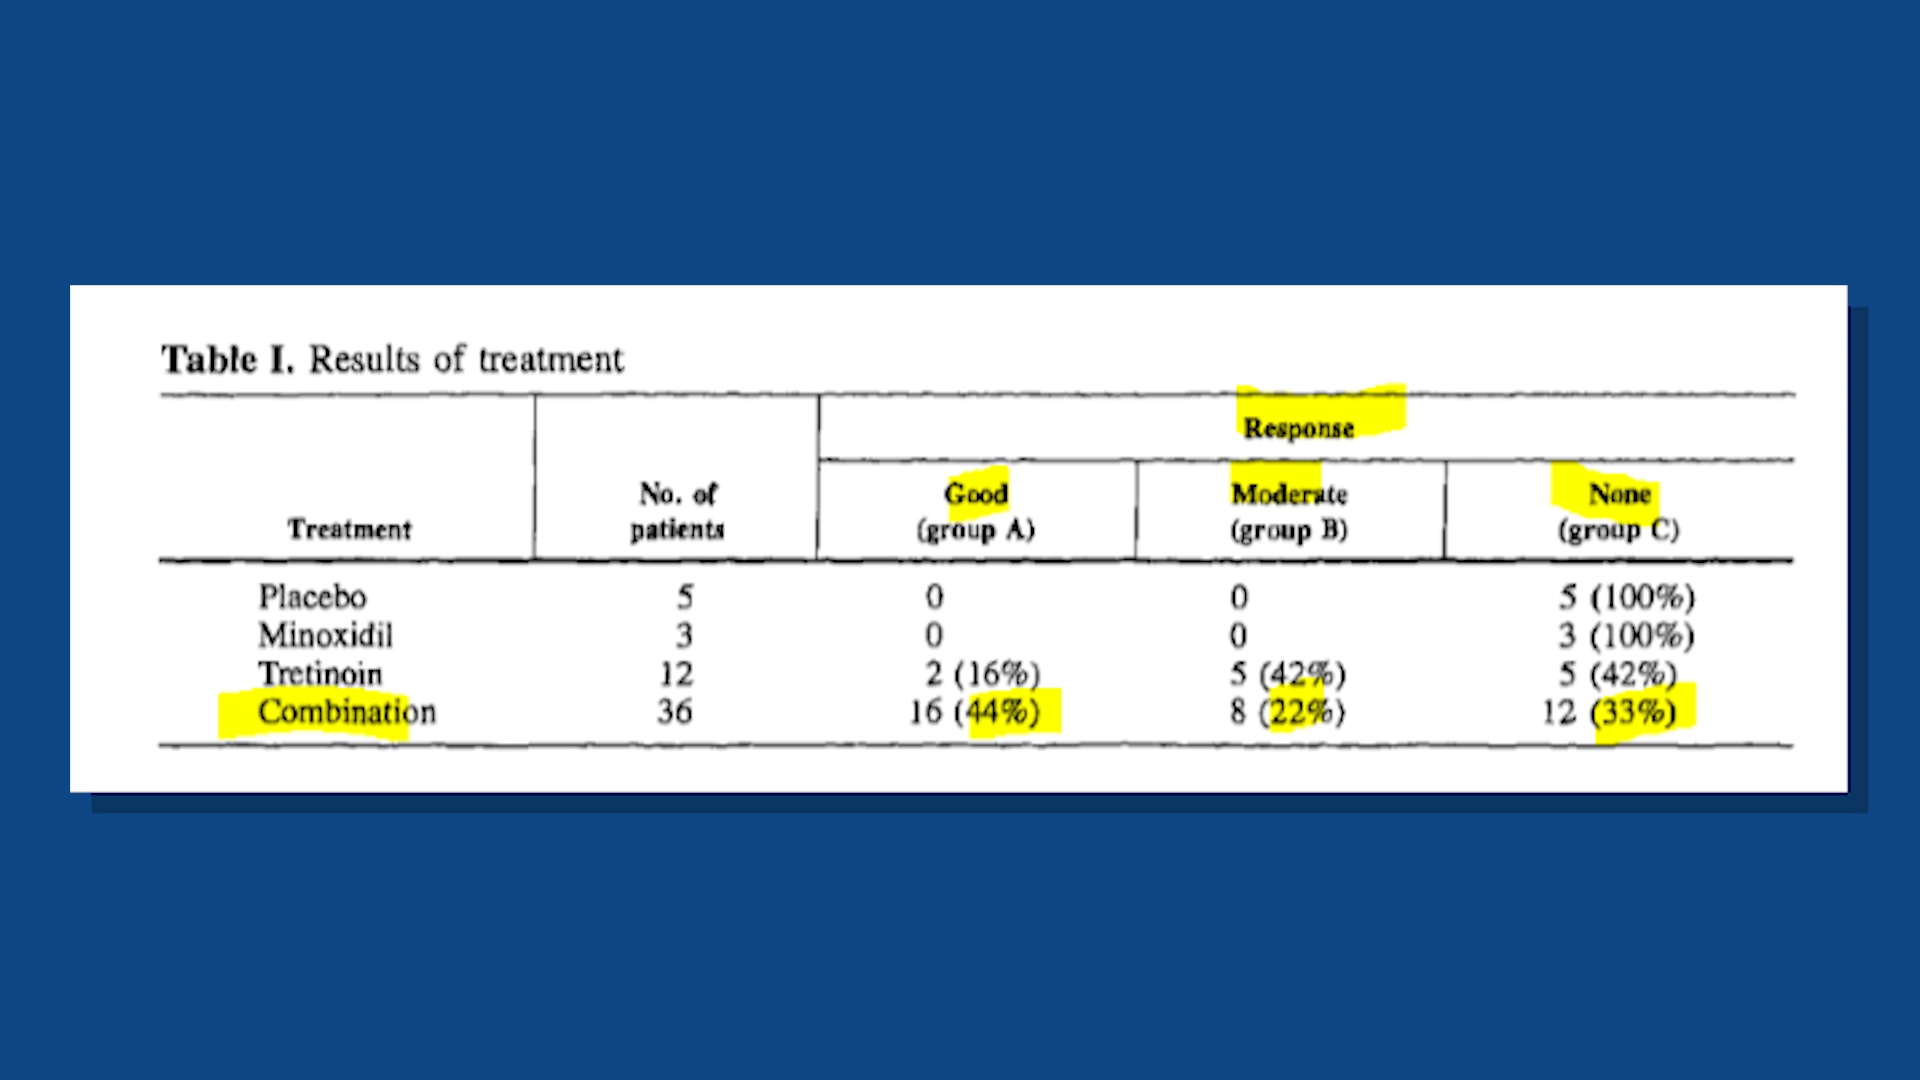 Table I. Results of treatment
Response
Treatment No. of patients Good (group A) Moderate (group B) None (group C)
Placebo 5 0 0 5 (100%)
Minoxidil 3 0 0 3 (100%)
Tretinoin 12 2 (16%) 5 (42%) 5 (42%)
Combination 36 16 (44%) 8 (22%) 12 (33%)